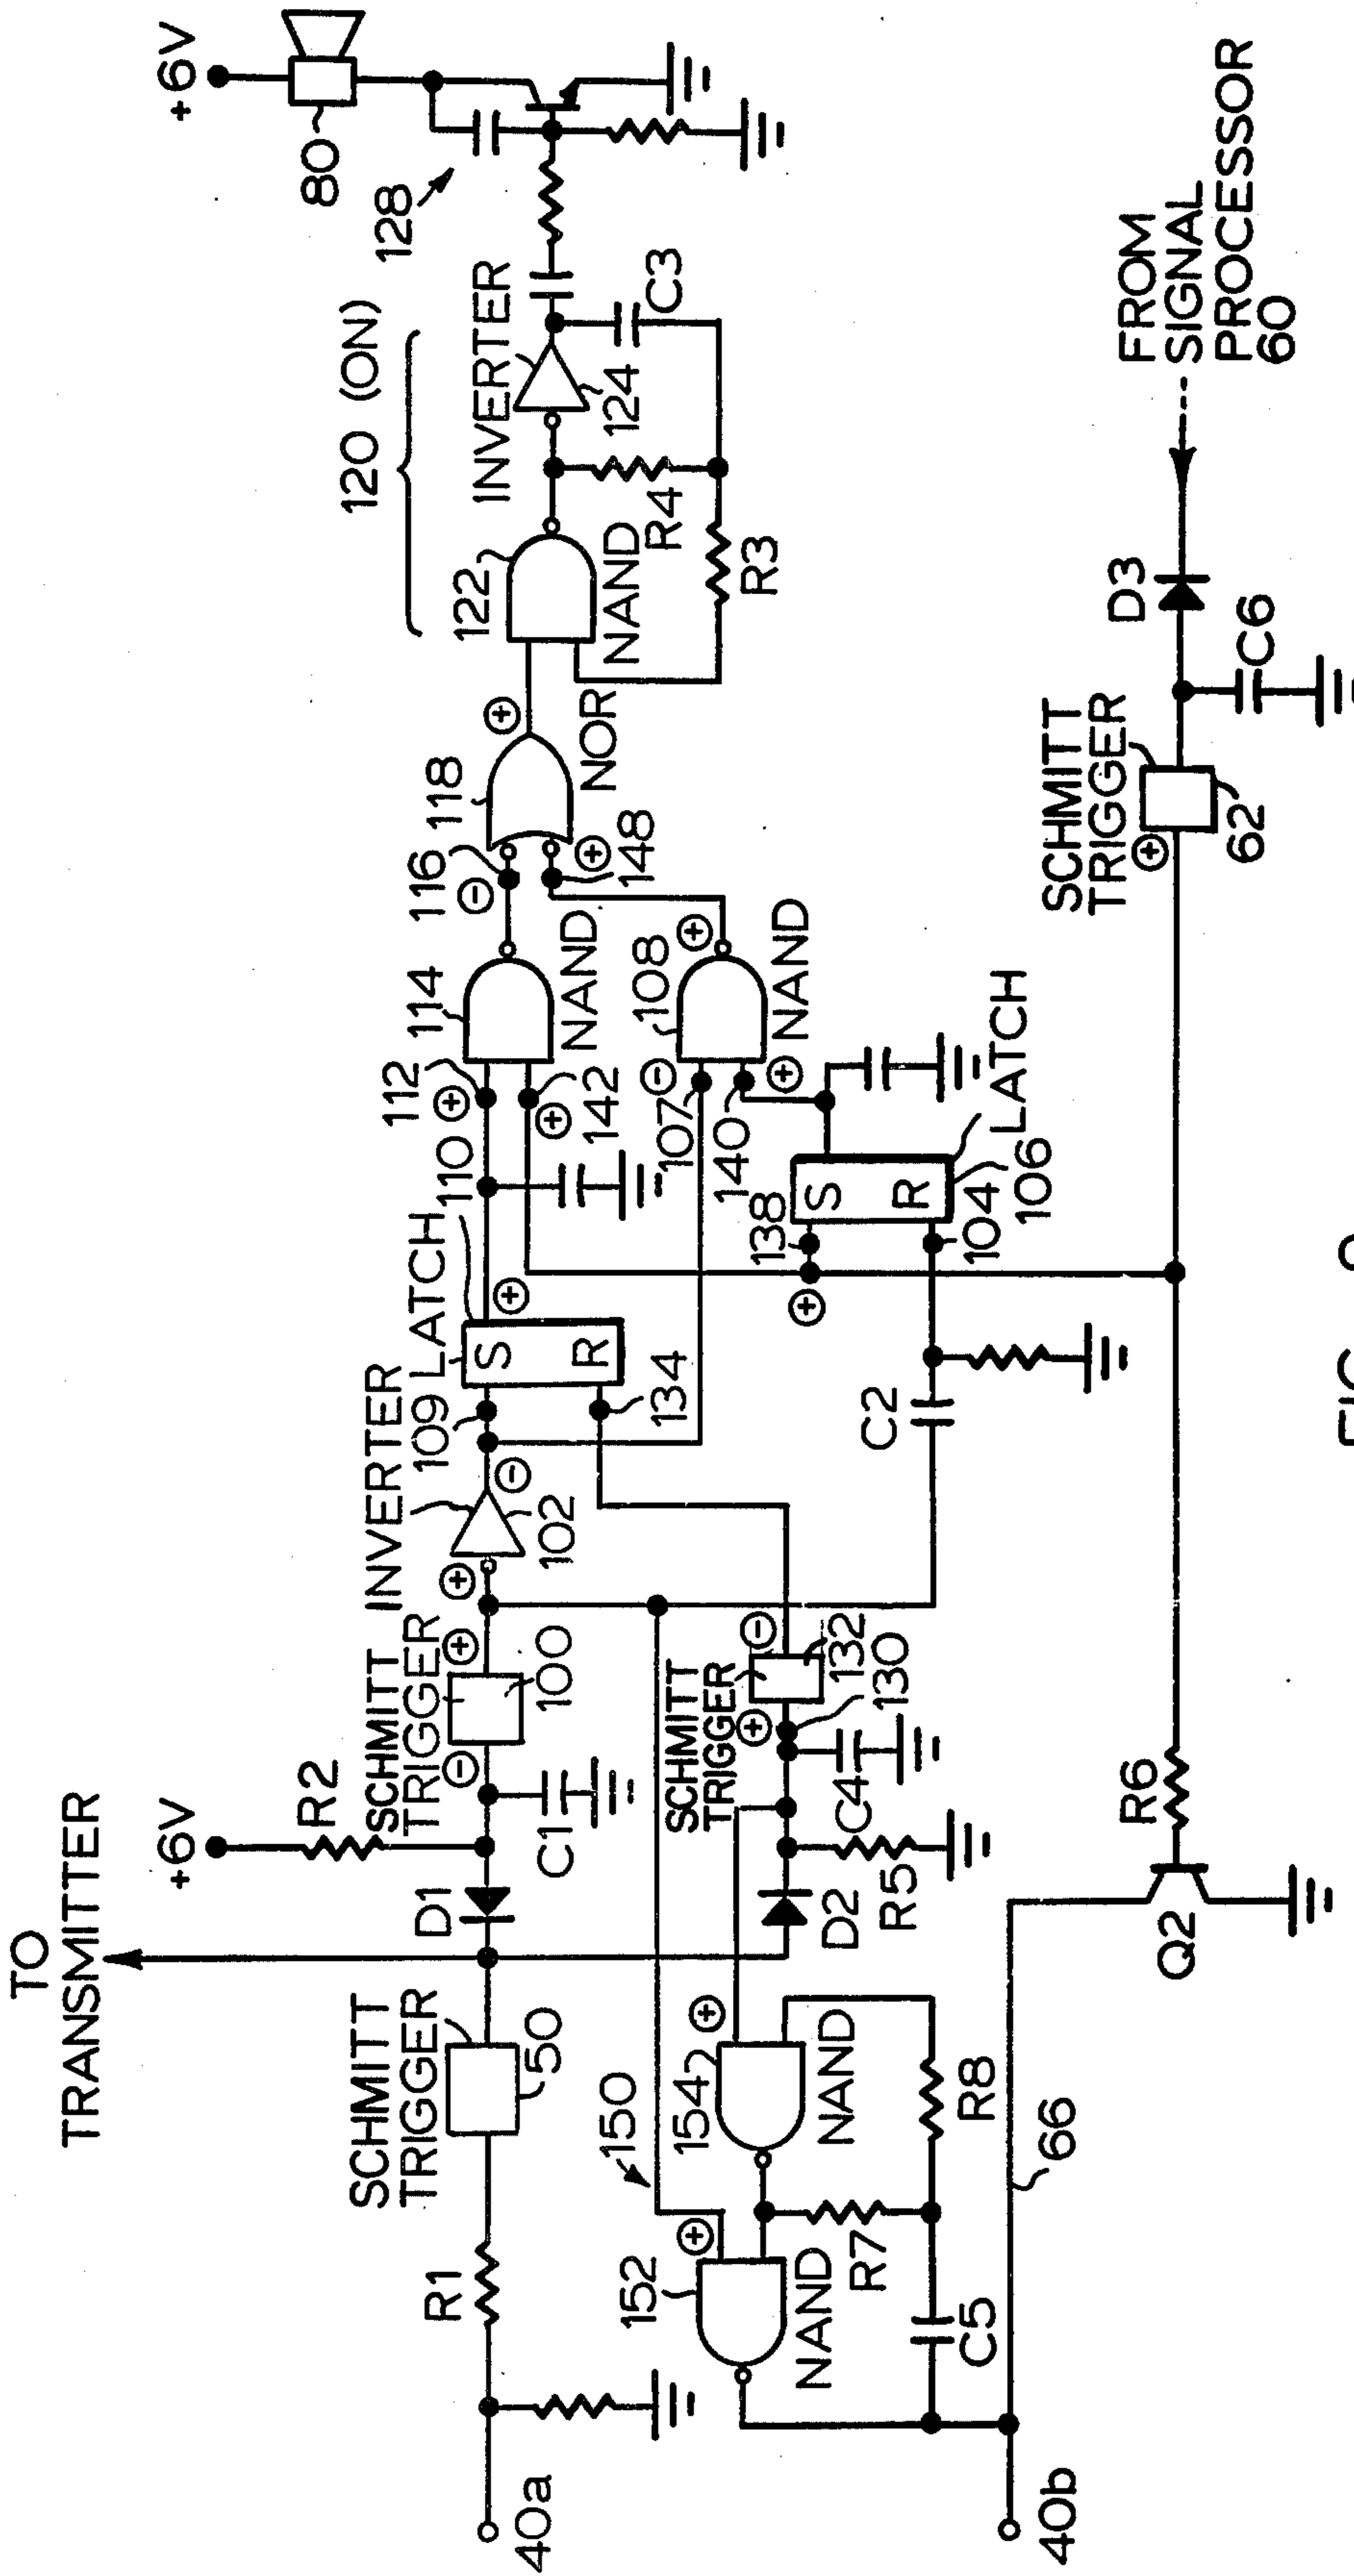 TO
TRANSMITTER
+6V
R2
SCHMITT
TRIGGER
50
R1
40a
D1
C1
SCHMITT
TRIGGER
100
INVERTER
102
109
LATCH
S
R
134
110
112
142
114
NAND
116
118
NOR
148
120 (ON)
122
NAND
R4
R3
INVERTER
124
C3
128
80
+6V
150
152
NAND
154
NAND
R7
R8
C5
D2
R5
C4
SCHMITT
TRIGGER
132
130
107
108
NAND
140
138
S
R
104
106
LATCH
C2
66
40b
Q2
R6
SCHMITT
TRIGGER
62
C6
D3
FROM
SIGNAL
PROCESSOR
60
FIG